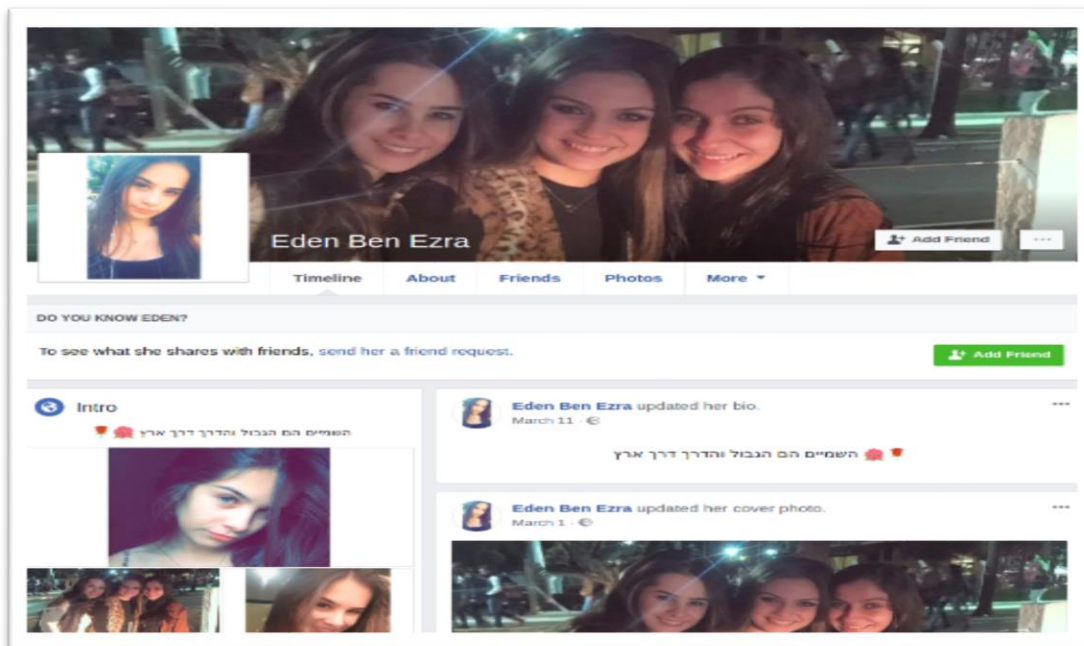 Eden Ben Ezra
Add Friend
Timeline About Friends Photos More
DO YOU KNOW EDEN?
To see what she shares with friends, send her a friend request.
Add Friend
Intro
השמיים הם הגבול והדרך דרך ארץ
Eden Ben Ezra updated her bio.
March 11
השמיים הם הגבול והדרך דרך ארץ
Eden Ben Ezra updated her cover photo.
March 1